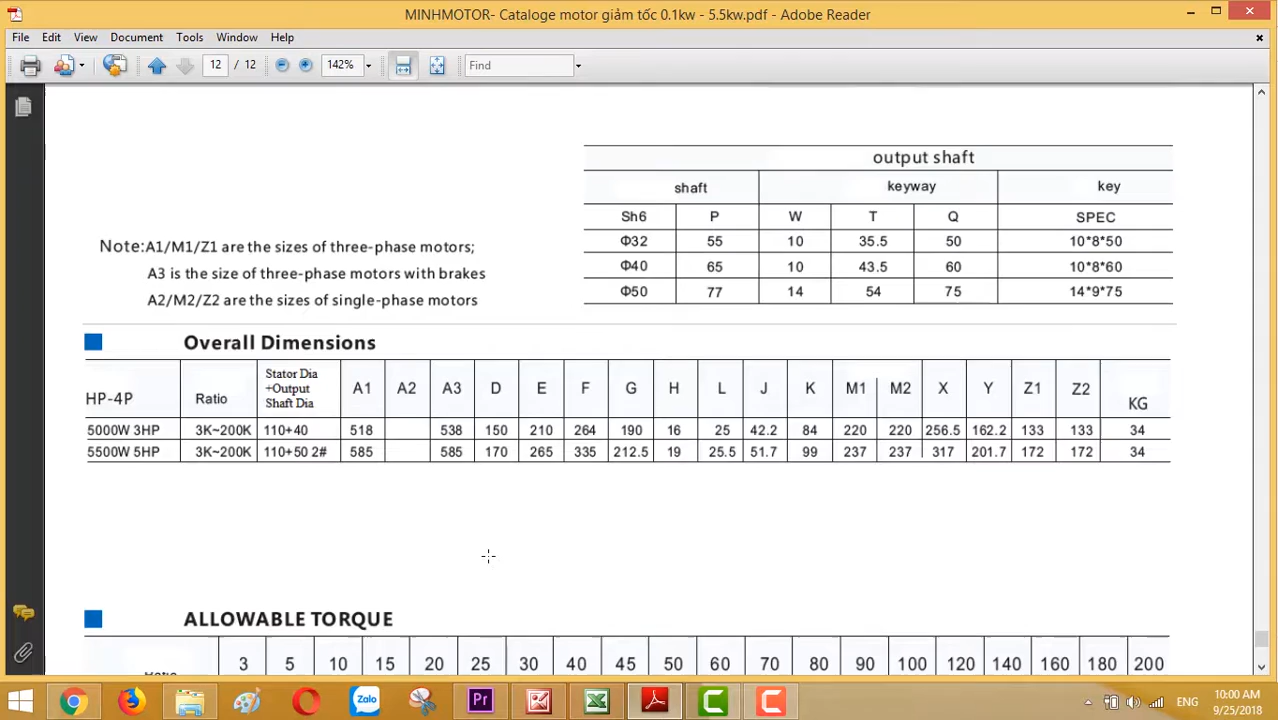 MINHMOTOR- Cataloge motor giảm tốc 0.1kw - 5.5kw.pdf - Adobe Reader
File Edit View Document Tools Window Help
12 / 12 142% Find
output shaft
shaft keyway key
Sh6 P W T Q SPEC
Φ32 55 10 35.5 50 10*8*50
Φ40 65 10 43.5 60 10*8*60
Φ50 77 14 54 75 14*9*75
Note:A1/M1/Z1 are the sizes of three-phase motors;
A3 is the size of three-phase motors with brakes
A2/M2/Z2 are the sizes of single-phase motors
Overall Dimensions
HP-4P Ratio Stator Dia A1 A2 A3 D E F G H L J K M1 M2 X Y Z1 Z2 KG
+Output
Shaft Dia
5000W 3HP 3K~200K 110+40 518 538 150 210 264 190 16 25 42.2 84 220 220 256.5 162.2 133 133 34
5500W 5HP 3K~200K 110+50 2# 585 585 170 265 335 212.5 19 25.5 51.7 99 237 237 317 201.7 172 172 34
ALLOWABLE TORQUE
3 5 10 15 20 25 30 40 45 50 60 70 80 90 100 120 140 160 180 200
Zalo Pr ENG 10:00 AM
9/25/2018